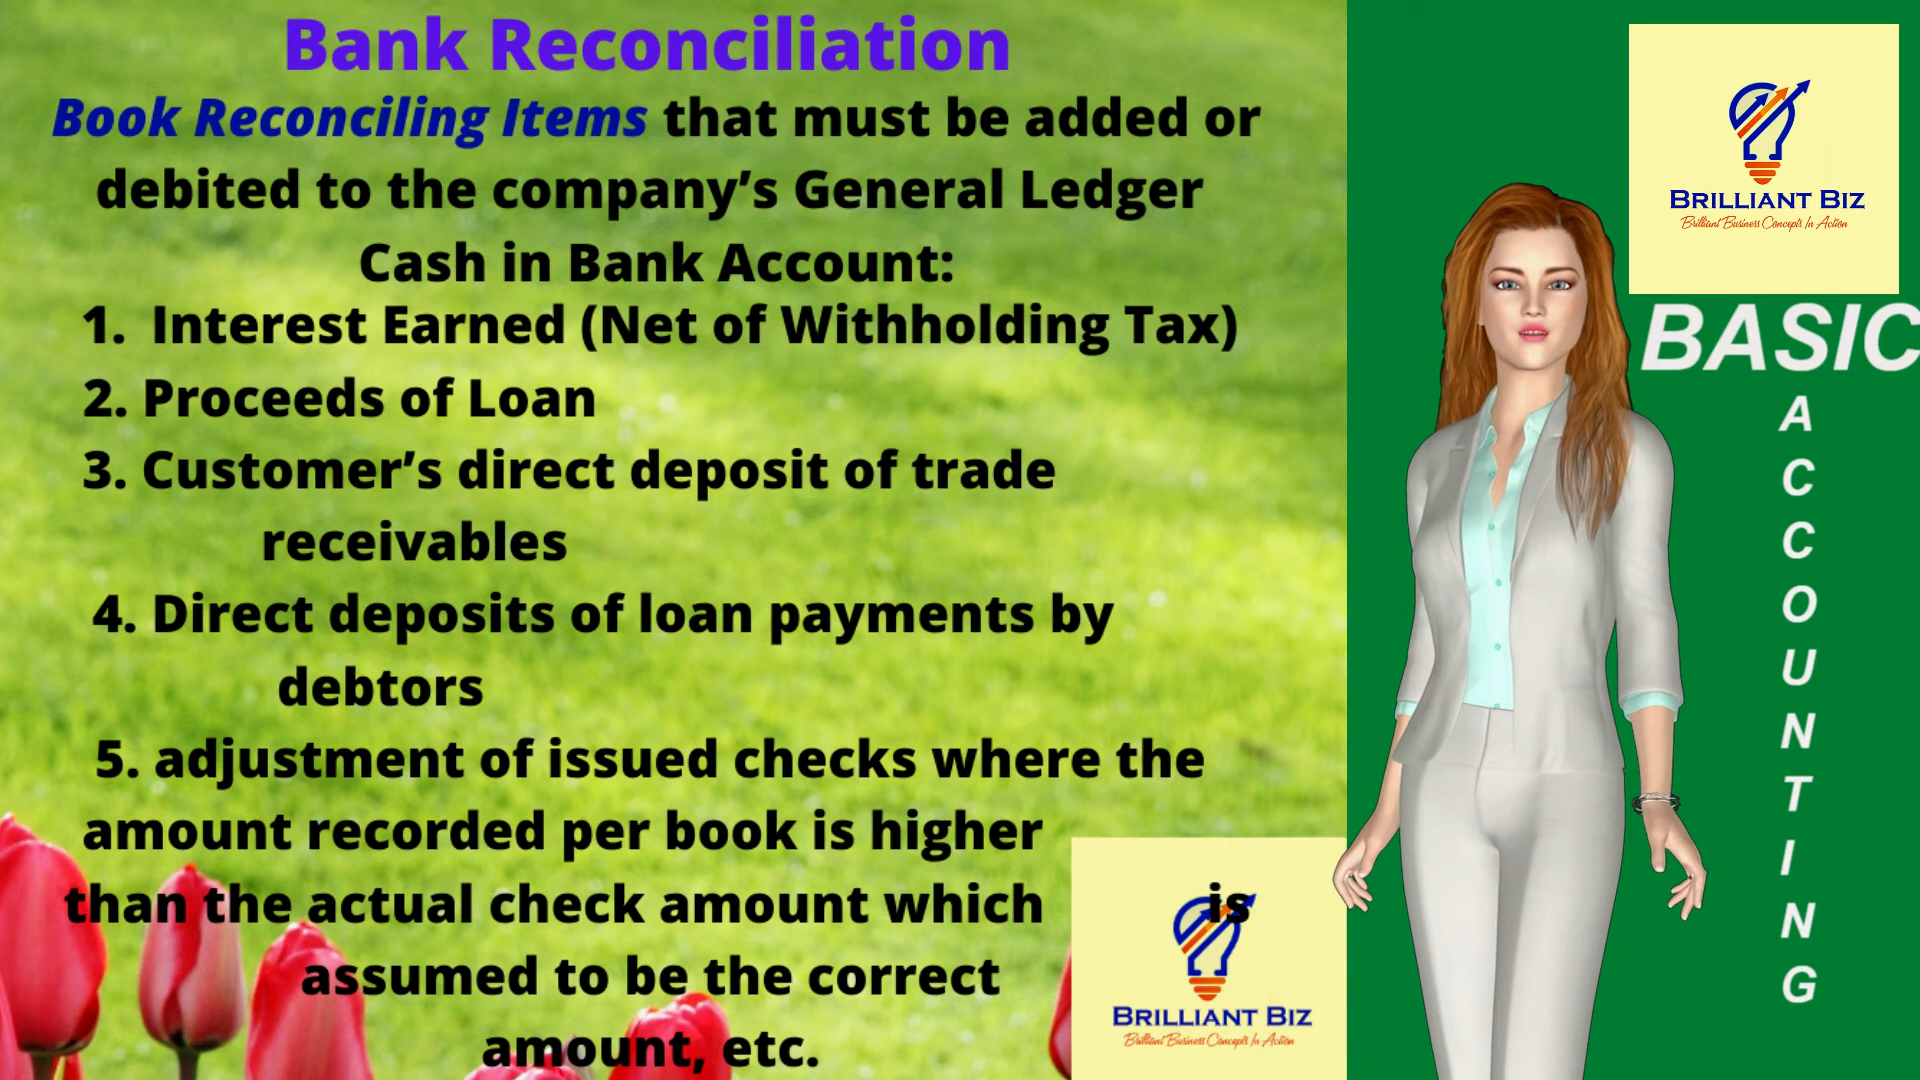 Bank Reconciliation
Book Reconciling Items that must be added or
debited to the company’s General Ledger
Cash in Bank Account:
1. Interest Earned (Net of Withholding Tax)
2. Proceeds of Loan
3. Customer’s direct deposit of trade
receivables
4. Direct deposits of loan payments by
debtors
5. adjustment of issued checks where the
amount recorded per book is higher
than the actual check amount which is
assumed to be the correct
amount, etc.
BRILLIANT BIZ
Brilliant Business Concepts In Action
BRILLIANT BIZ
Brilliant Business Concepts In Action
BASIC
A
C
C
O
U
N
T
I
N
G